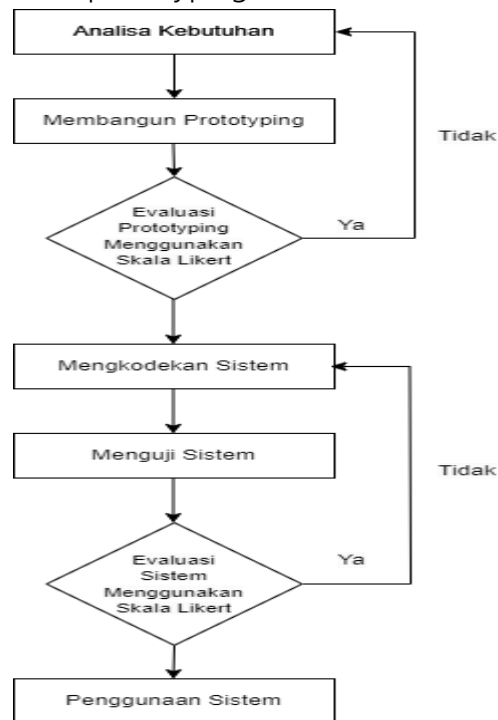 Analisa Kebutuhan
Membangun Prototyping
Tidak
Evaluasi
Prototyping
Menggunakan
Skala Likert
Ya
Mengkodekan Sistem
Menguji Sistem
Tidak
Evaluasi
Sistem
Menggunakan
Skala Likert
Ya
Penggunaan Sistem